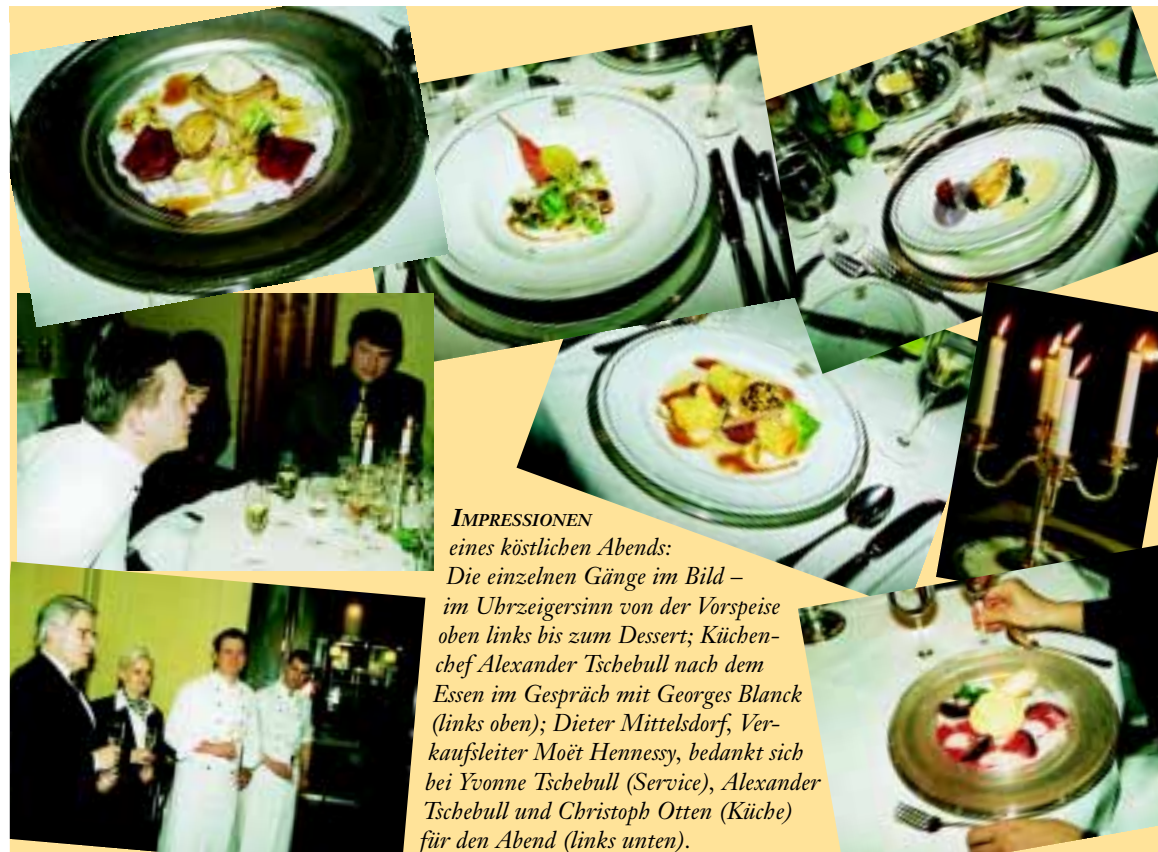 IMPRESSIONEN
eines köstlichen Abends:
Die einzelnen Gänge im Bild –
im Uhrzeigersinn von der Vorspeise
oben links bis zum Dessert; Küchen-
chef Alexander Tschebull nach dem
Essen im Gespräch mit Georges Blanck
(links oben); Dieter Mittelsdorf, Ver-
kaufsleiter Moët Hennessy, bedankt sich
bei Yvonne Tschebull (Service), Alexander
Tschebull und Christoph Otten (Küche)
für den Abend (links unten).